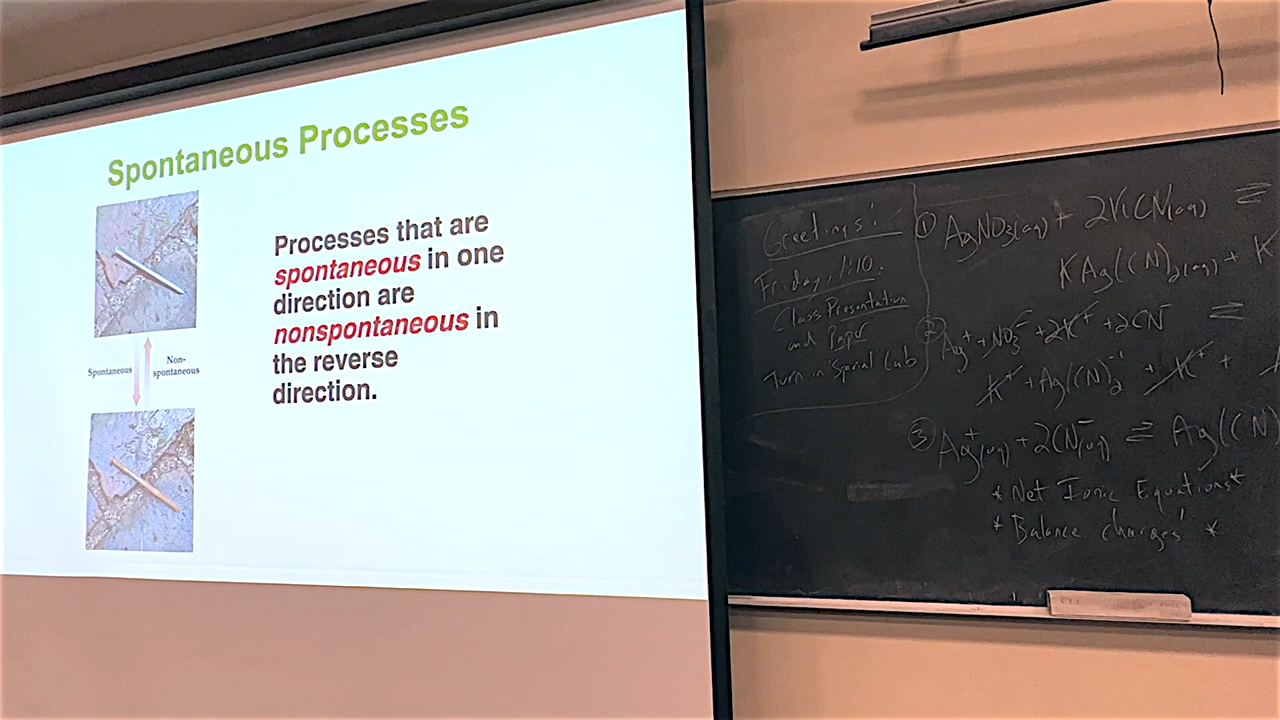 Spontaneous Processes
Processes that are
spontaneous in one
direction are
nonspontaneous in
the reverse
direction.
Spontaneous
Non-
spontaneous
Greetings!
Friday, 1:10.
Class Presentation
and Paper
Turn in Special Lab
① AgNO₃(aq) + 2KCN(aq) ⇌
KAg(CN)₂(aq) + K
② Ag⁺ + NO₃⁻ + 2K⁺ + 2CN⁻ ⇌
K⁺ + Ag(CN)₂⁻¹ + K⁺ +
③ Ag⁺(aq) + 2CN⁻(aq) ⇌ Ag(CN)
* Net Ionic Equations *
* Balance charges! *